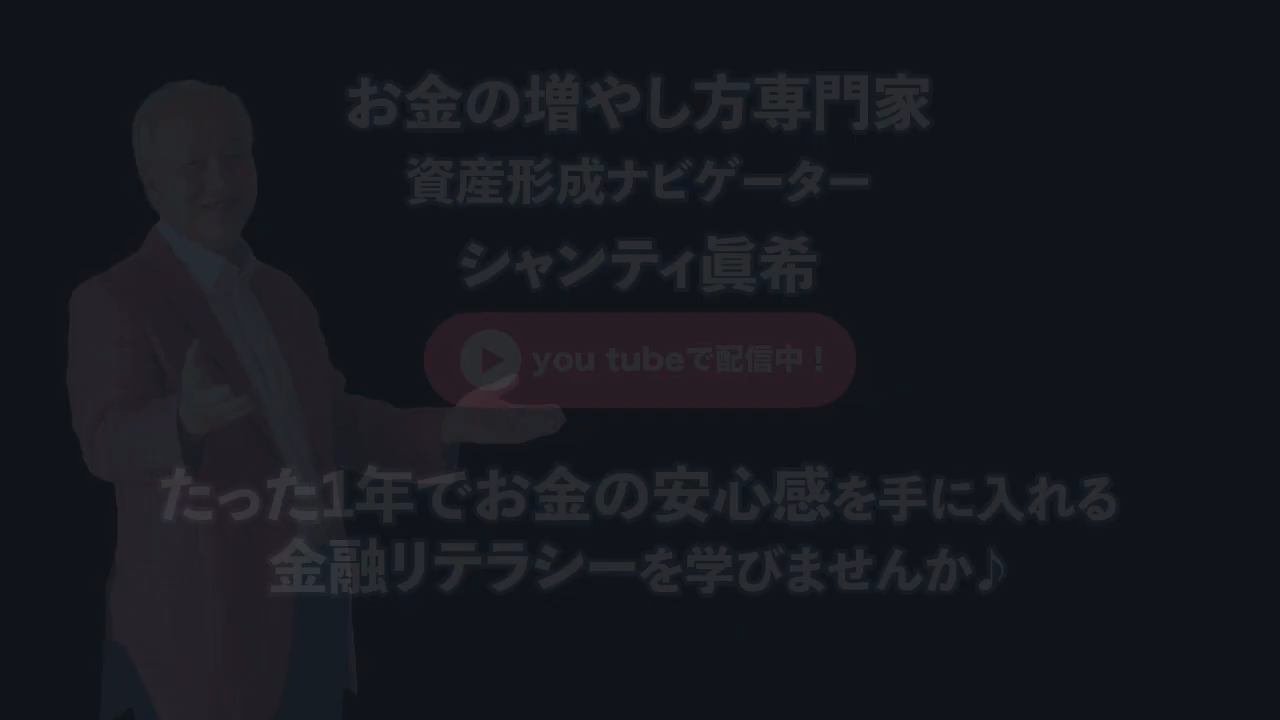 お金の増やし方専門家
資産形成ナビゲーター
シャンティ眞希
you tubeで配信中！
たった1年でお金の安心感を手に入れる
金融リテラシーを学びませんか♪